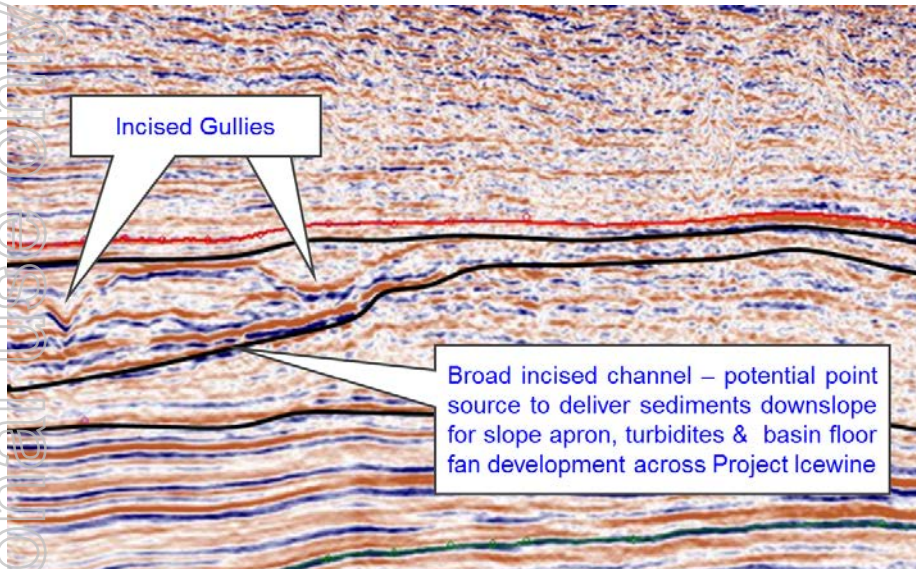 Incised Gullies
Broad incised channel – potential point
source to deliver sediments downslope
for slope apron, turbidites & basin floor
fan development across Project Icewine